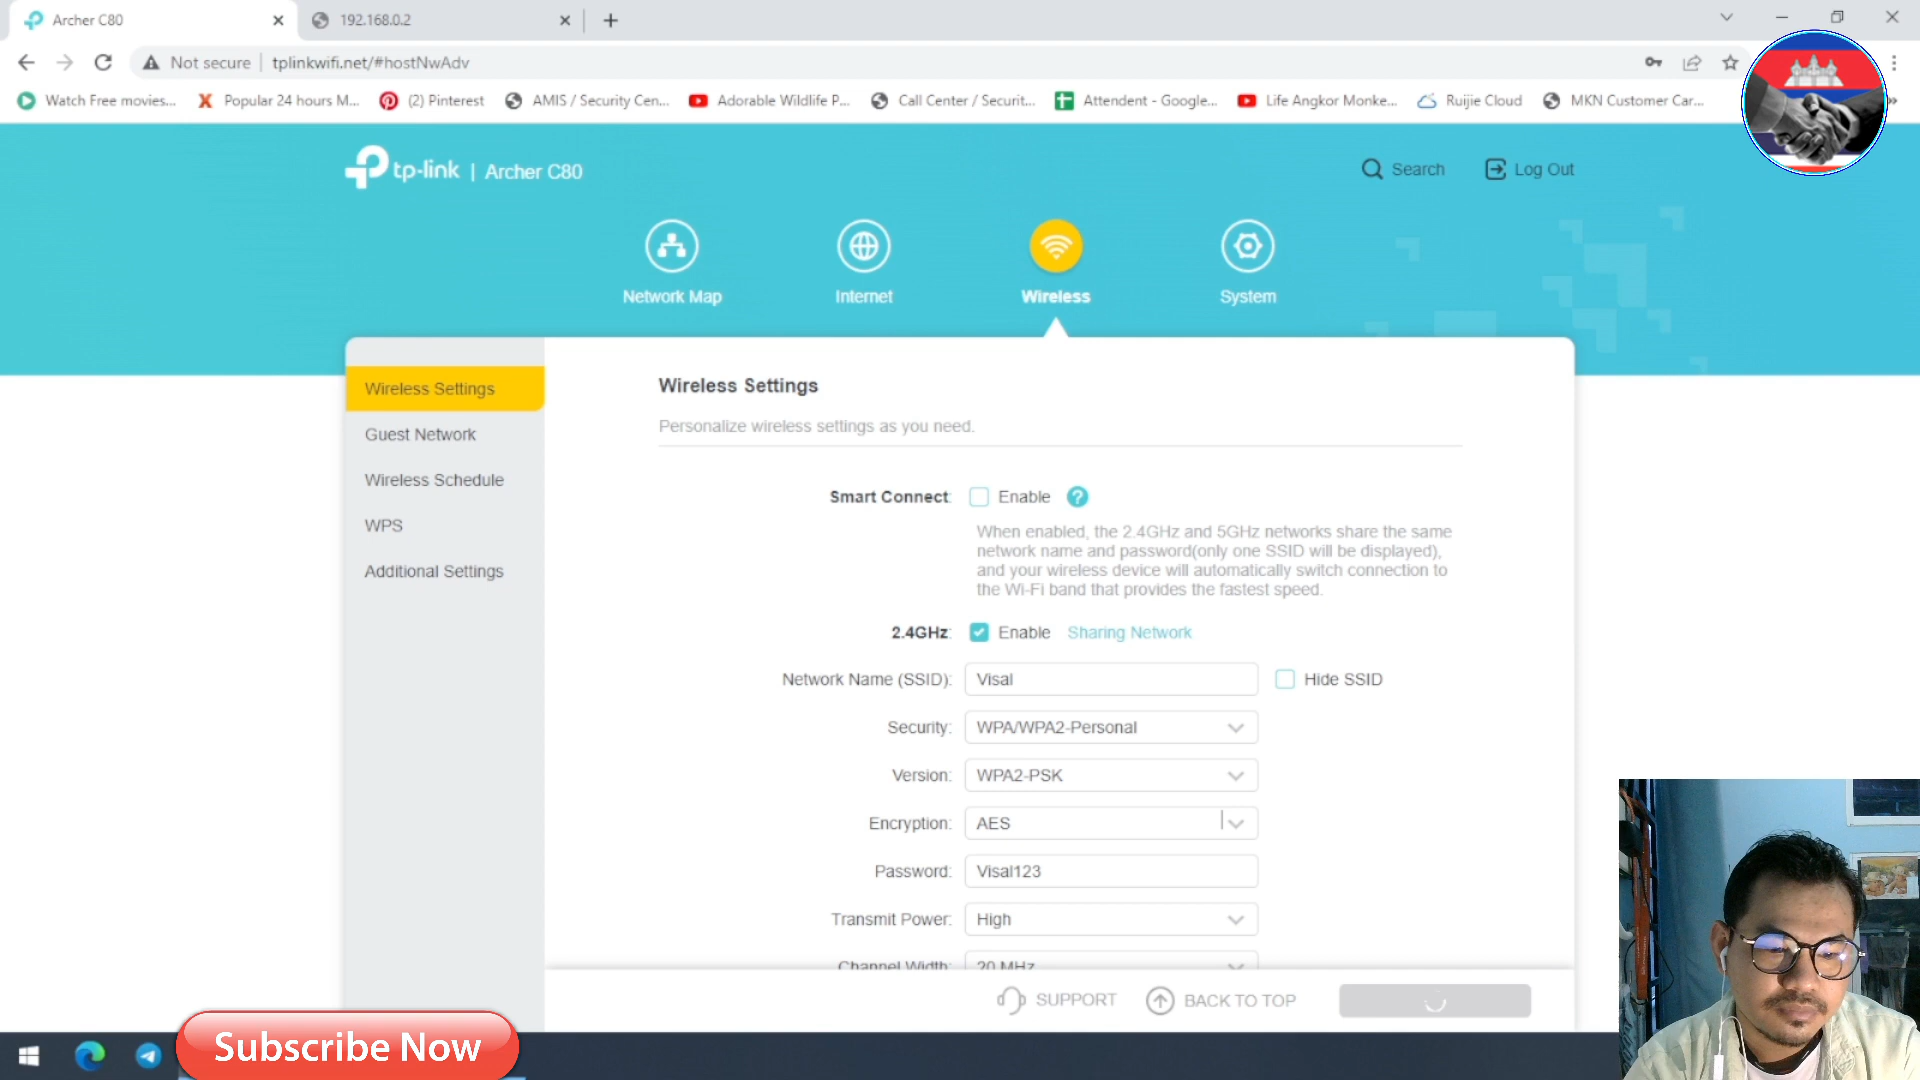 Archer C80
192.168.0.2
Not secure
tplinkwifi.net/#hostNwAdv
Watch Free movies...
Popular 24 hours M...
(2) Pinterest
AMIS / Security Cen...
Adorable Wildlife P...
Call Center / Securit...
Attendent - Google...
Life Angkor Monke...
Ruijie Cloud
MKN Customer Car...
tp-link | Archer C80
Search
Log Out
Network Map
Internet
Wireless
System
Wireless Settings
Guest Network
Wireless Schedule
WPS
Additional Settings
Wireless Settings
Personalize wireless settings as you need.
Smart Connect: Enable
When enabled, the 2.4GHz and 5GHz networks share the same
network name and password(only one SSID will be displayed),
and your wireless device will automatically switch connection to
the Wi-Fi band that provides the fastest speed.
2.4GHz: Enable Sharing Network
Network Name (SSID): Visal Hide SSID
Security: WPA/WPA2-Personal
Version: WPA2-PSK
Encryption: AES
Password: Visal123
Transmit Power: High
Channel Width: 20 MHz
SUPPORT
BACK TO TOP
Subscribe Now